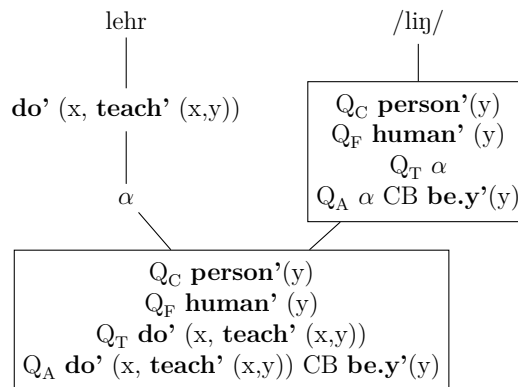 lehr
/liŋ/
do’ (x, teach’ (x,y))
Q_C person’(y)
Q_F human’ (y)
Q_T α
Q_A α CB be.y’(y)
α
Q_C person’(y)
Q_F human’ (y)
Q_T do’ (x, teach’ (x,y))
Q_A do’ (x, teach’ (x,y)) CB be.y’(y)